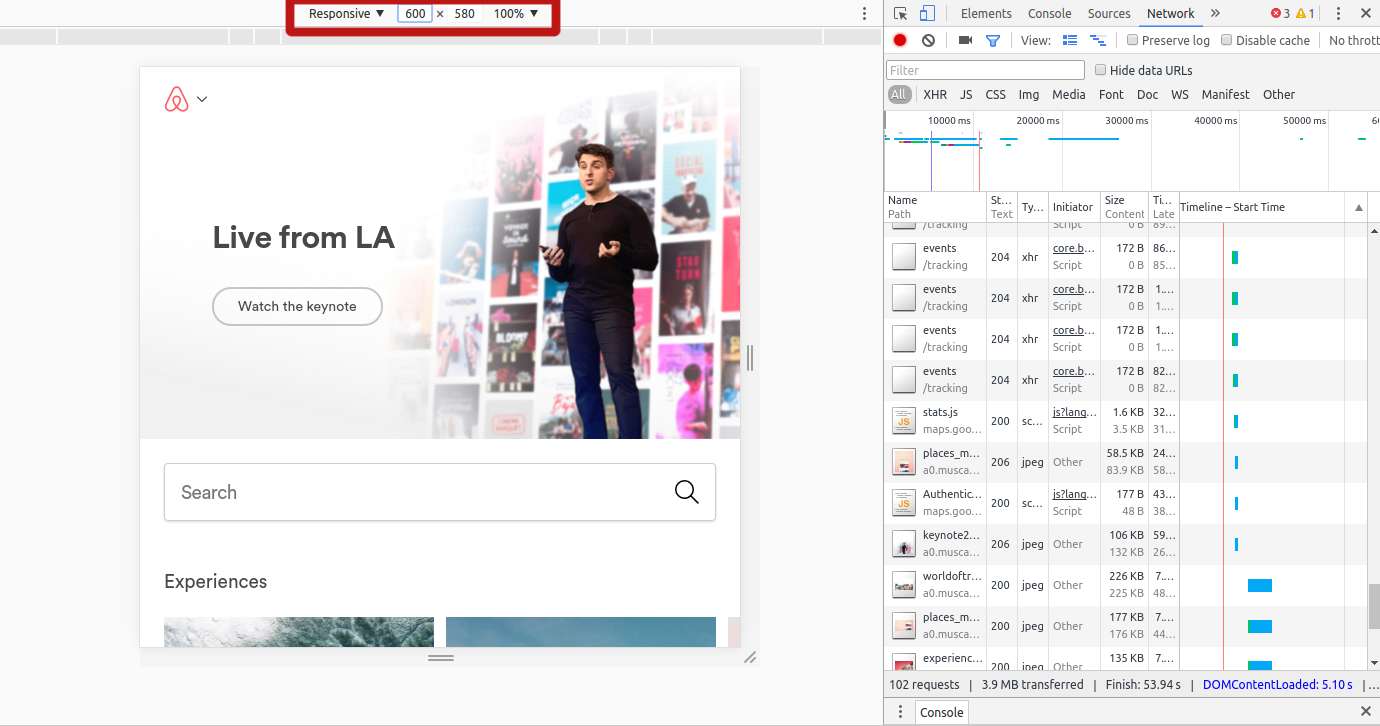 Responsive ▼ 600 × 580 100% ▼
Elements Console Sources Network » 3 1
View: Preserve log Disable cache No thrott
Filter Hide data URLs
All XHR JS CSS Img Media Font Doc WS Manifest Other
10000 ms 20000 ms 30000 ms 40000 ms 50000 ms 6
Name St... Ty... Initiator Size Ti... Timeline – Start Time
Path Text Content Late
/tracking Script 0 B 89...
events 204 xhr core.b... 172 B 86...
/tracking Script 0 B 85...
events 204 xhr core.b... 172 B 1....
/tracking Script 0 B 1....
events 204 xhr core.b... 172 B 1....
/tracking Script 0 B 1....
events 204 xhr core.b... 172 B 82...
/tracking Script 0 B 82...
stats.js 200 sc... js?lang... 1.6 KB 32...
maps.goo... Script 3.5 KB 31...
places_m... 206 jpeg Other 58.5 KB 24...
a0.musca... 83.9 KB 58...
Authentic... 200 sc... js?lang... 177 B 43...
maps.goo... Script 48 B 38...
keynote2... 206 jpeg Other 106 KB 59...
a0.musca... 132 KB 26...
worldoftr... 200 jpeg Other 226 KB 7....
a0.musca... 225 KB 48...
places_m... 200 jpeg Other 177 KB 7....
a0.musca... 176 KB 44...
experienc... 200 jpeg Other 135 KB 7....
102 requests | 3.9 MB transferred | Finish: 53.94 s | DOMContentLoaded: 5.10 s |...
Console
Live from LA
Watch the keynote
Search
Experiences
SOCIAL
STAR
TURN
LONDON